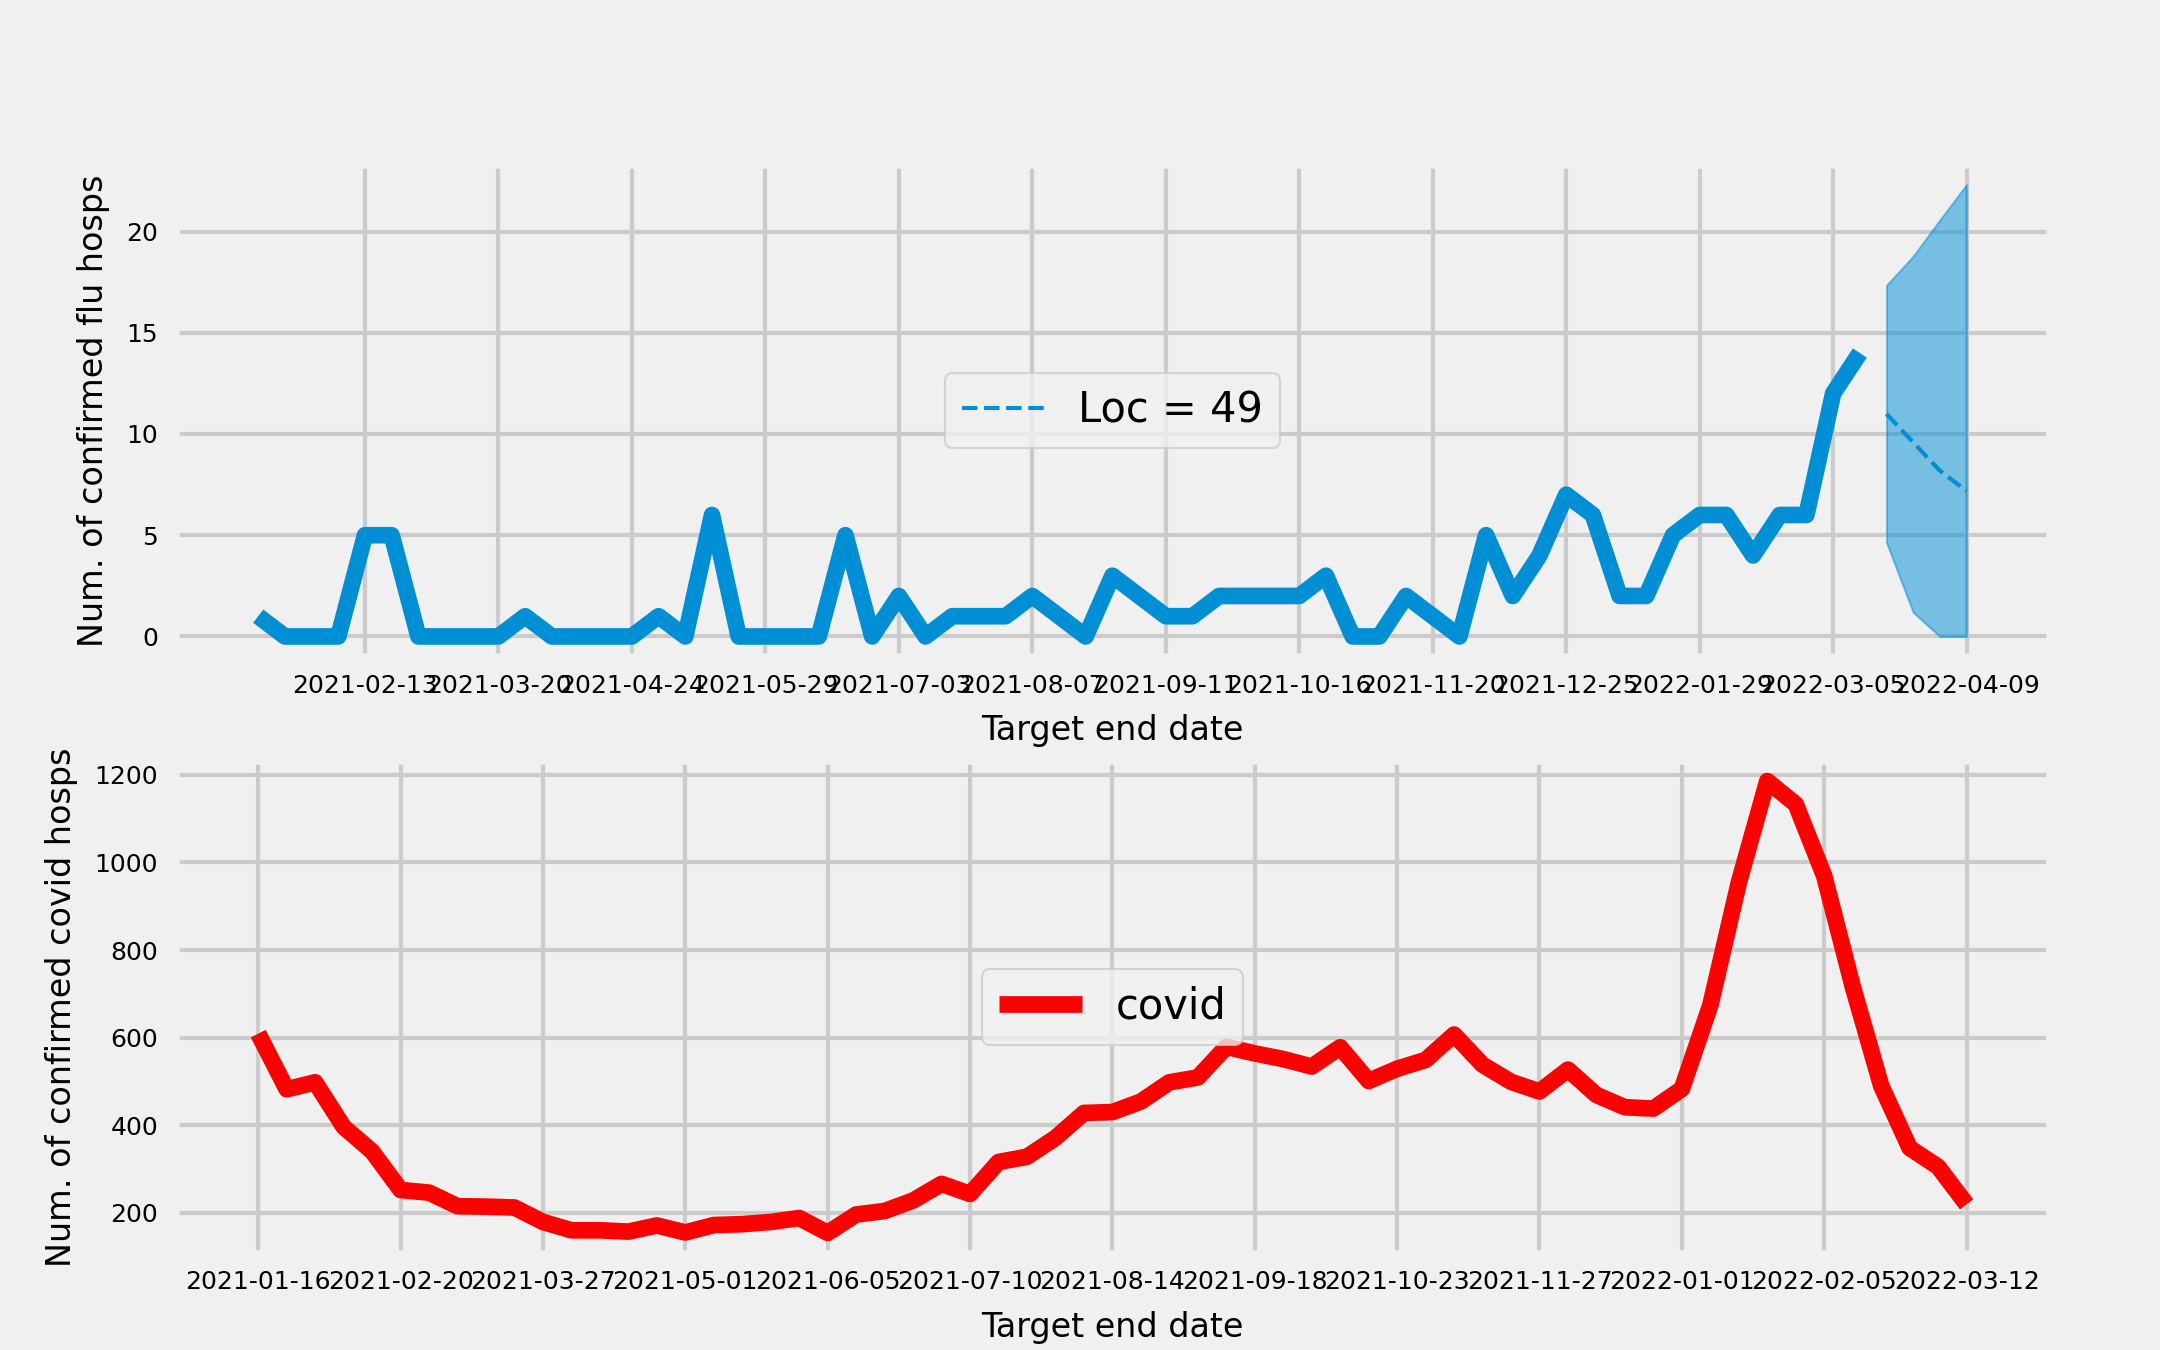 Num. of confirmed flu hosps
20
15
10
5
0
Loc = 49
2021-02-13 2021-03-20 2021-04-24 2021-05-29 2021-07-03 2021-08-07 2021-09-11 2021-10-16 2021-11-20 2021-12-25 2022-01-29 2022-03-05 2022-04-09
Target end date
Num. of confirmed covid hosps
1200
1000
800
600
400
200
covid
2021-01-16 2021-02-20 2021-03-27 2021-05-01 2021-06-05 2021-07-10 2021-08-14 2021-09-18 2021-10-23 2021-11-27 2022-01-01 2022-02-05 2022-03-12
Target end date